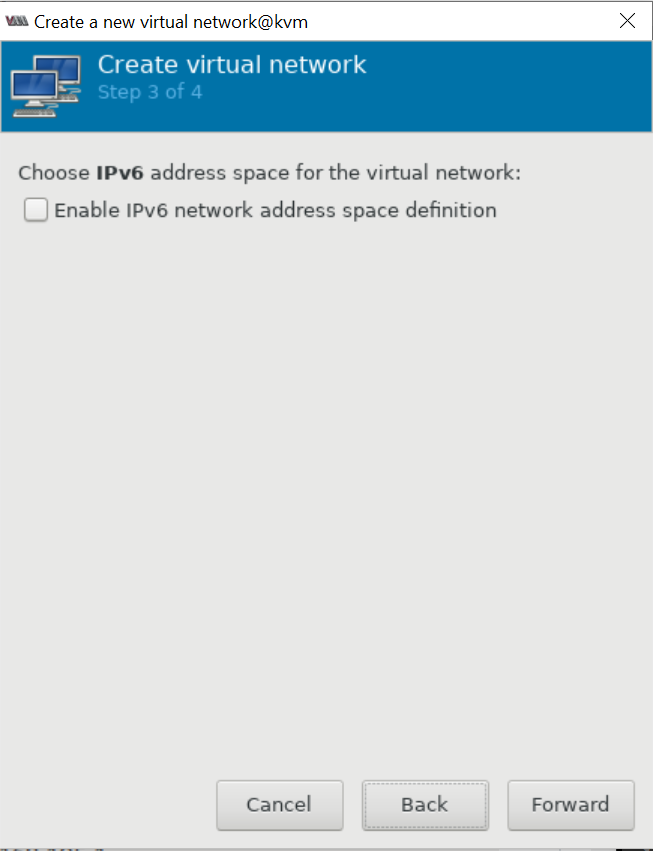 Create a new virtual network@kvm
Create virtual network
Step 3 of 4
Choose IPv6 address space for the virtual network:
Enable IPv6 network address space definition
Cancel
Back
Forward